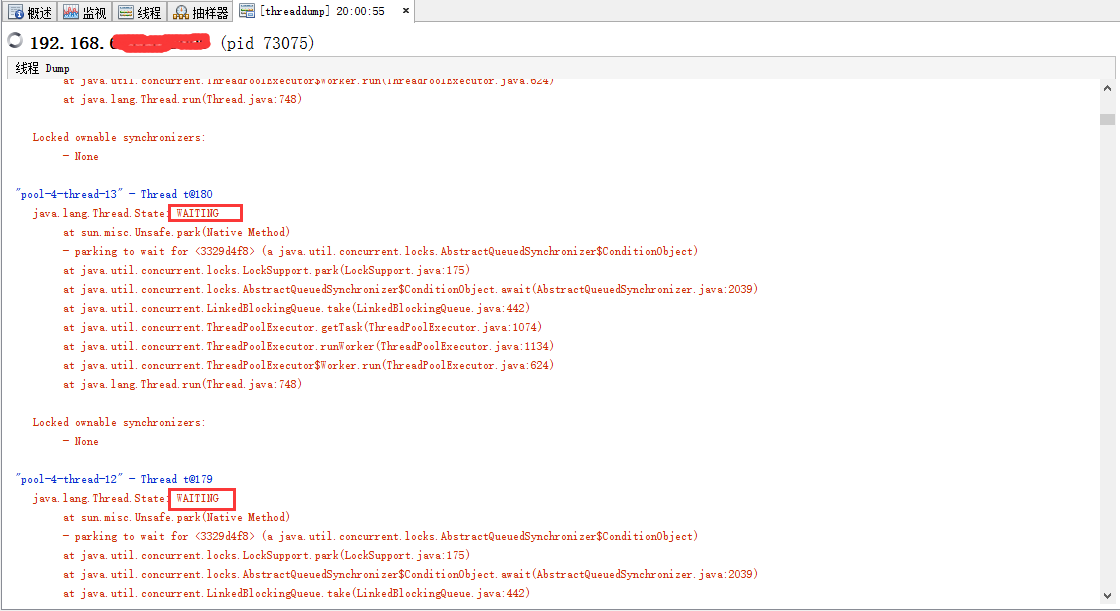 概述 监视 线程 抽样器 [threaddump] 20:00:55 ×
192.168. (pid 73075)
线程 Dump
at java.util.concurrent.ThreadPoolExecutor$Worker.run(ThreadPoolExecutor.java:624)
at java.lang.Thread.run(Thread.java:748)
Locked ownable synchronizers:
- None
"pool-4-thread-13" - Thread t@180
java.lang.Thread.State: WAITING
at sun.misc.Unsafe.park(Native Method)
- parking to wait for <3329d4f8> (a java.util.concurrent.locks.AbstractQueuedSynchronizer$ConditionObject)
at java.util.concurrent.locks.LockSupport.park(LockSupport.java:175)
at java.util.concurrent.locks.AbstractQueuedSynchronizer$ConditionObject.await(AbstractQueuedSynchronizer.java:2039)
at java.util.concurrent.LinkedBlockingQueue.take(LinkedBlockingQueue.java:442)
at java.util.concurrent.ThreadPoolExecutor.getTask(ThreadPoolExecutor.java:1074)
at java.util.concurrent.ThreadPoolExecutor.runWorker(ThreadPoolExecutor.java:1134)
at java.util.concurrent.ThreadPoolExecutor$Worker.run(ThreadPoolExecutor.java:624)
at java.lang.Thread.run(Thread.java:748)
Locked ownable synchronizers:
- None
"pool-4-thread-12" - Thread t@179
java.lang.Thread.State: WAITING
at sun.misc.Unsafe.park(Native Method)
- parking to wait for <3329d4f8> (a java.util.concurrent.locks.AbstractQueuedSynchronizer$ConditionObject)
at java.util.concurrent.locks.LockSupport.park(LockSupport.java:175)
at java.util.concurrent.locks.AbstractQueuedSynchronizer$ConditionObject.await(AbstractQueuedSynchronizer.java:2039)
at java.util.concurrent.LinkedBlockingQueue.take(LinkedBlockingQueue.java:442)